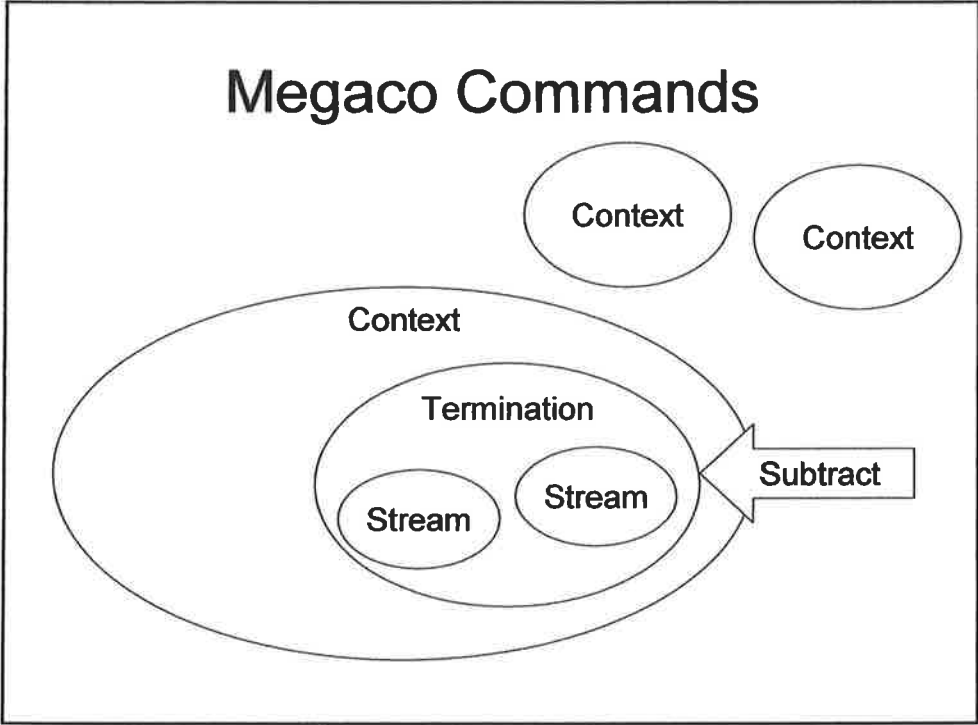 Megaco Commands
Context
Context
Context
Termination
Subtract
Stream
Stream